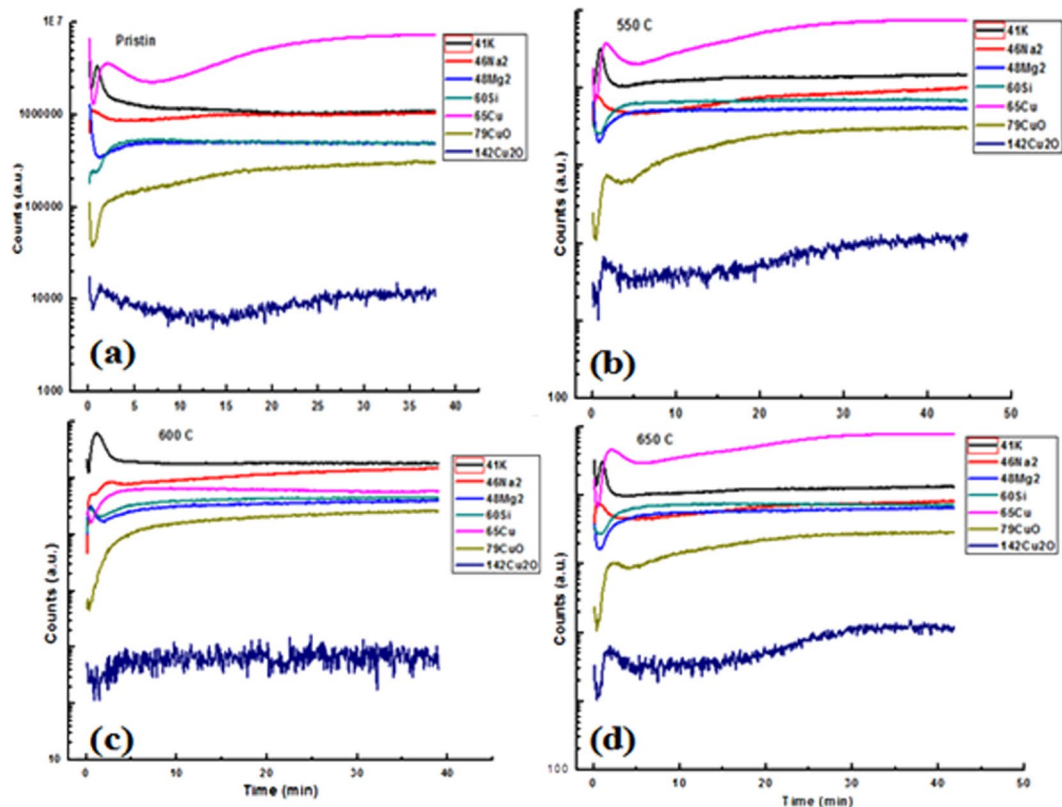 1E7
Pristin
41K
46Na2
48Mg2
60Si
65Cu
79CuO
142Cu2O
1000000
100000
10000
1000
Counts (a.u.)
(a)
0 5 10 15 20 25 30 35 40
550 C
41K
46Na2
48Mg2
60Si
65Cu
79CuO
142Cu2O
Counts (a.u.)
(b)
100
0 10 20 30 40 50
600 C
41K
46Na2
48Mg2
60Si
65Cu
79CuO
142Cu2O
Counts (a.u.)
(c)
10
0 10 20 30 40
Time (min)
650 C
41K
46Na2
48Mg2
60Si
65Cu
79CuO
142Cu2O
Counts (a.u.)
(d)
100
0 10 20 30 40 50
Time (min)